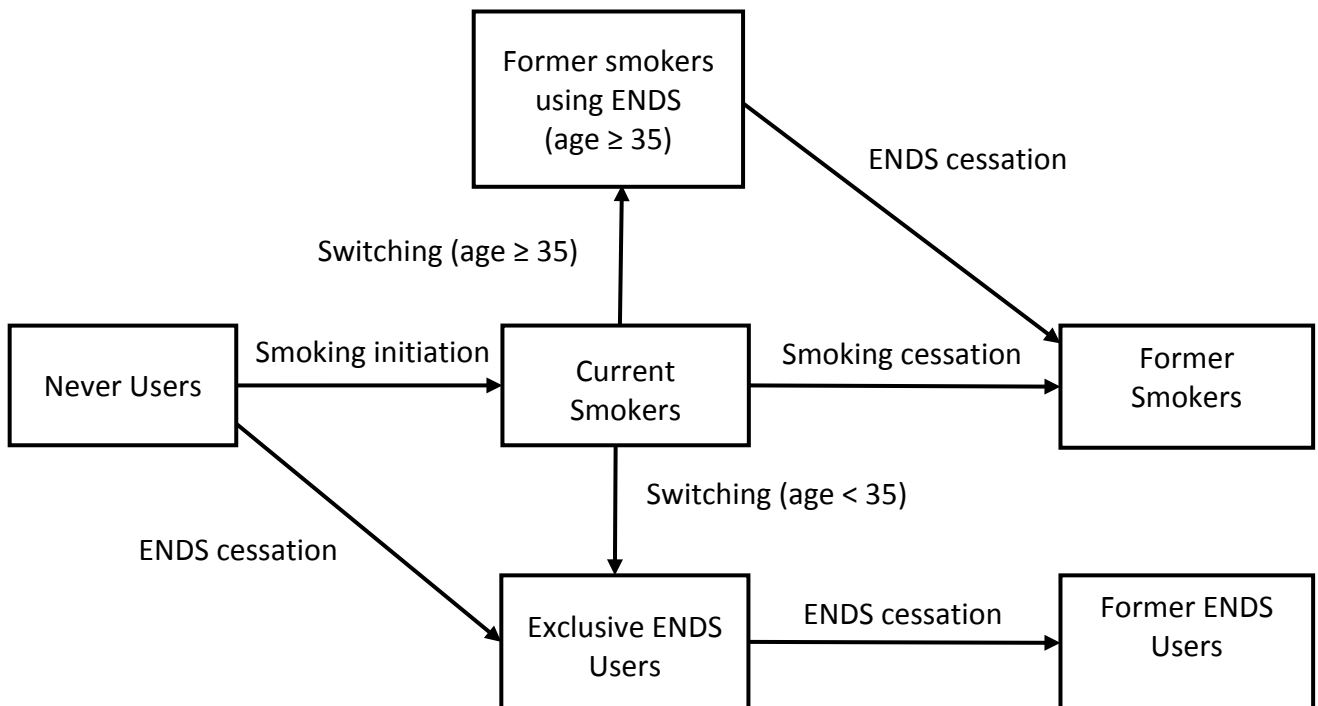 Former smokers
using ENDS
(age ≥ 35)
ENDS cessation
Switching (age ≥ 35)
Never Users
Smoking initiation
Current
Smokers
Smoking cessation
Former
Smokers
Switching (age < 35)
ENDS cessation
Exclusive ENDS
Users
ENDS cessation
Former ENDS
Users